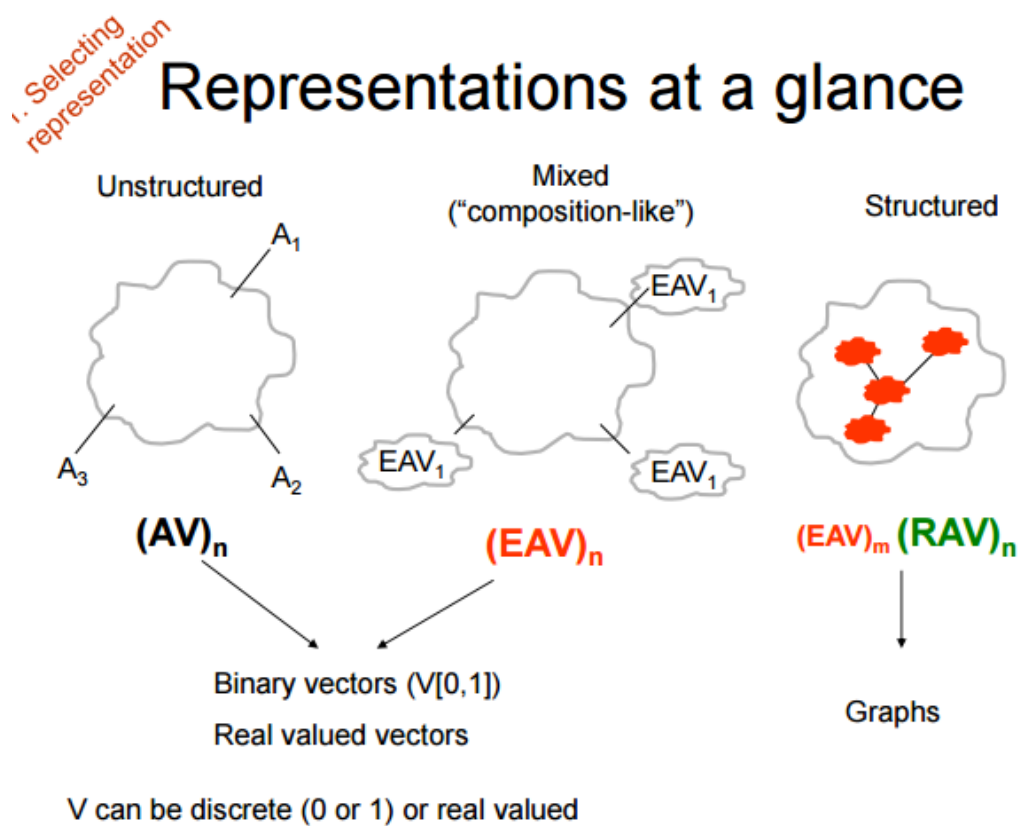 1. Selecting
representation
Representations at a glance
Unstructured
Mixed
("composition-like")
Structured
A₁
A₃
A₂
EAV₁
EAV₁
EAV₁
(AV)ₙ
(EAV)ₙ
(EAV)ₘ (RAV)ₙ
Binary vectors (V[0,1])
Real valued vectors
Graphs
V can be discrete (0 or 1) or real valued